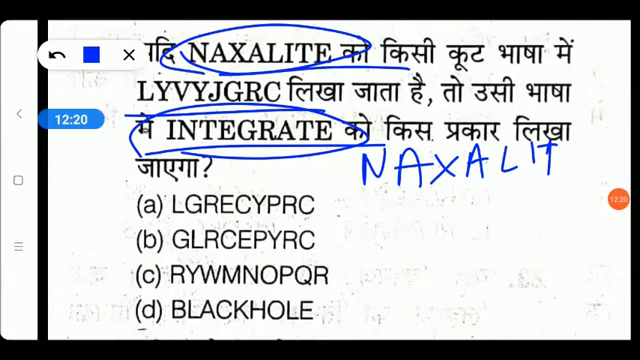 यदि NAXALITE को किसी कूट भाषा में
LYVYJGRC लिखा जाता है, तो उसी भाषा
12:20
में INTEGRATE को किस प्रकार लिखा
जाएगा?
NAXALIT
(a) LGRECYPRC
12:20
(b) GLRCEPYRC
(c) RYWMNOPQR
(d) BLACKHOLE